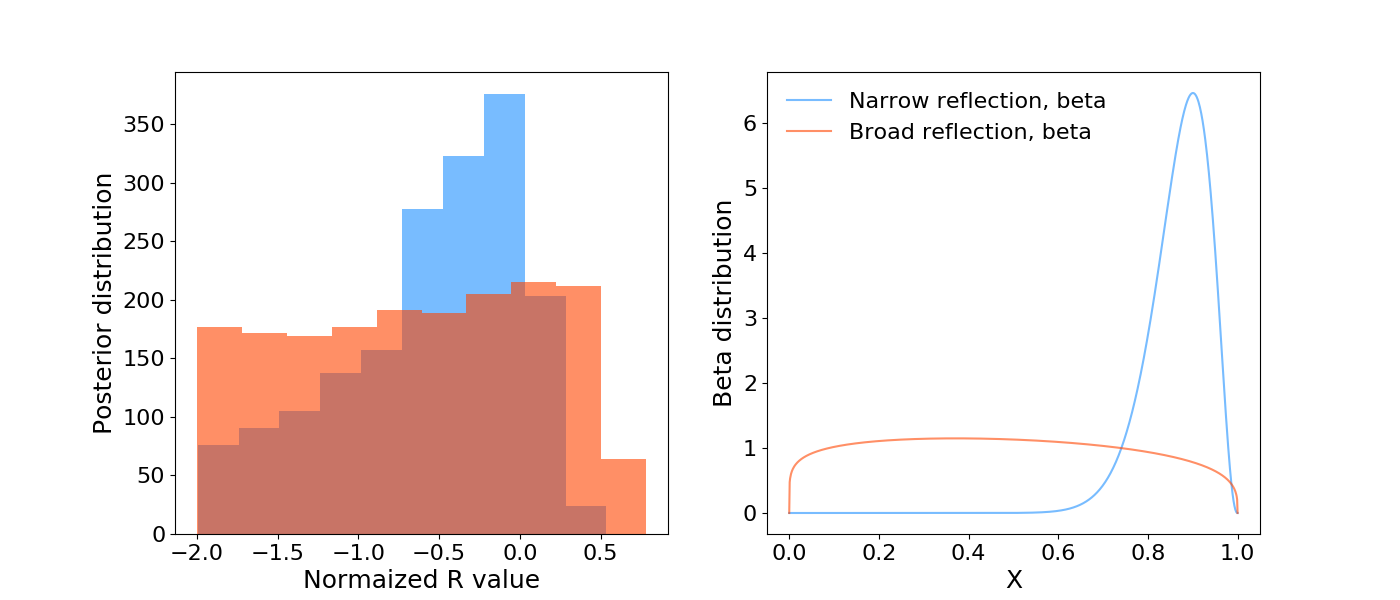 Posterior distribution
350
300
250
200
150
100
50
0
−2.0 −1.5 −1.0 −0.5 0.0 0.5
Normaized R value
Narrow reflection, beta
Broad reflection, beta
Beta distribution
6
5
4
3
2
1
0
0.0 0.2 0.4 0.6 0.8 1.0
X